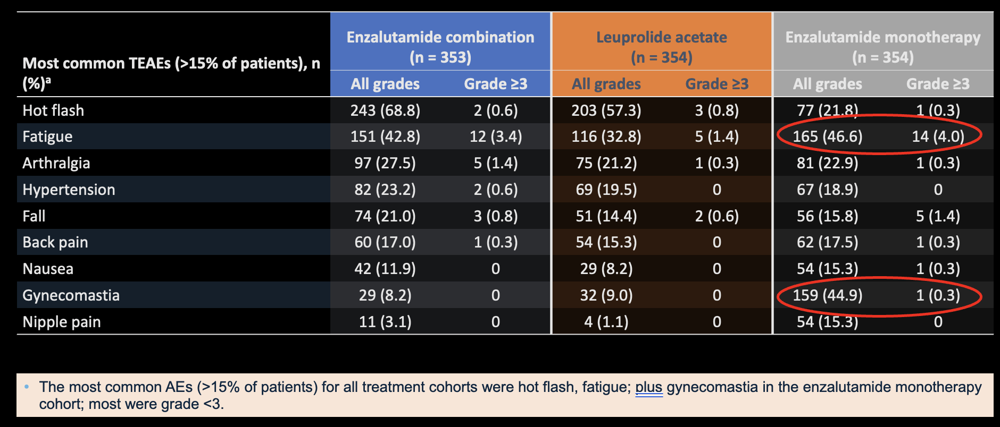 Enzalutamide combination Leuprolide acetate Enzalutamide monotherapy
(n = 353) (n = 354) (n = 354)
Most common TEAEs (>15% of patients), n
(%)ᵃ All grades Grade ≥3 All grades Grade ≥3 All grades Grade ≥3
Hot flash 243 (68.8) 2 (0.6) 203 (57.3) 3 (0.8) 77 (21.8) 1 (0.3)
Fatigue 151 (42.8) 12 (3.4) 116 (32.8) 5 (1.4) 165 (46.6) 14 (4.0)
Arthralgia 97 (27.5) 5 (1.4) 75 (21.2) 1 (0.3) 81 (22.9) 1 (0.3)
Hypertension 82 (23.2) 2 (0.6) 69 (19.5) 0 67 (18.9) 0
Fall 74 (21.0) 3 (0.8) 51 (14.4) 2 (0.6) 56 (15.8) 5 (1.4)
Back pain 60 (17.0) 1 (0.3) 54 (15.3) 0 62 (17.5) 1 (0.3)
Nausea 42 (11.9) 0 29 (8.2) 0 54 (15.3) 1 (0.3)
Gynecomastia 29 (8.2) 0 32 (9.0) 0 159 (44.9) 1 (0.3)
Nipple pain 11 (3.1) 0 4 (1.1) 0 54 (15.3) 0
• The most common AEs (>15% of patients) for all treatment cohorts were hot flash, fatigue; plus gynecomastia in the enzalutamide monotherapy
cohort; most were grade <3.